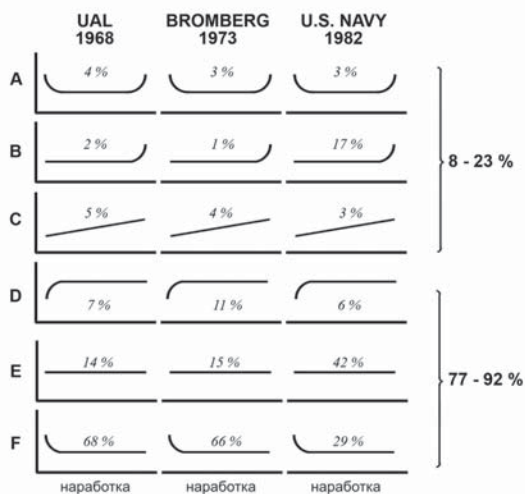 UAL BROMBERG U.S. NAVY
1968 1973 1982
A 4 % 3 % 3 %
B 2 % 1 % 17 %
8 - 23 %
C 5 % 4 % 3 %
D 7 % 11 % 6 %
E 14 % 15 % 42 %
77 - 92 %
F 68 % 66 % 29 %
наработка наработка наработка